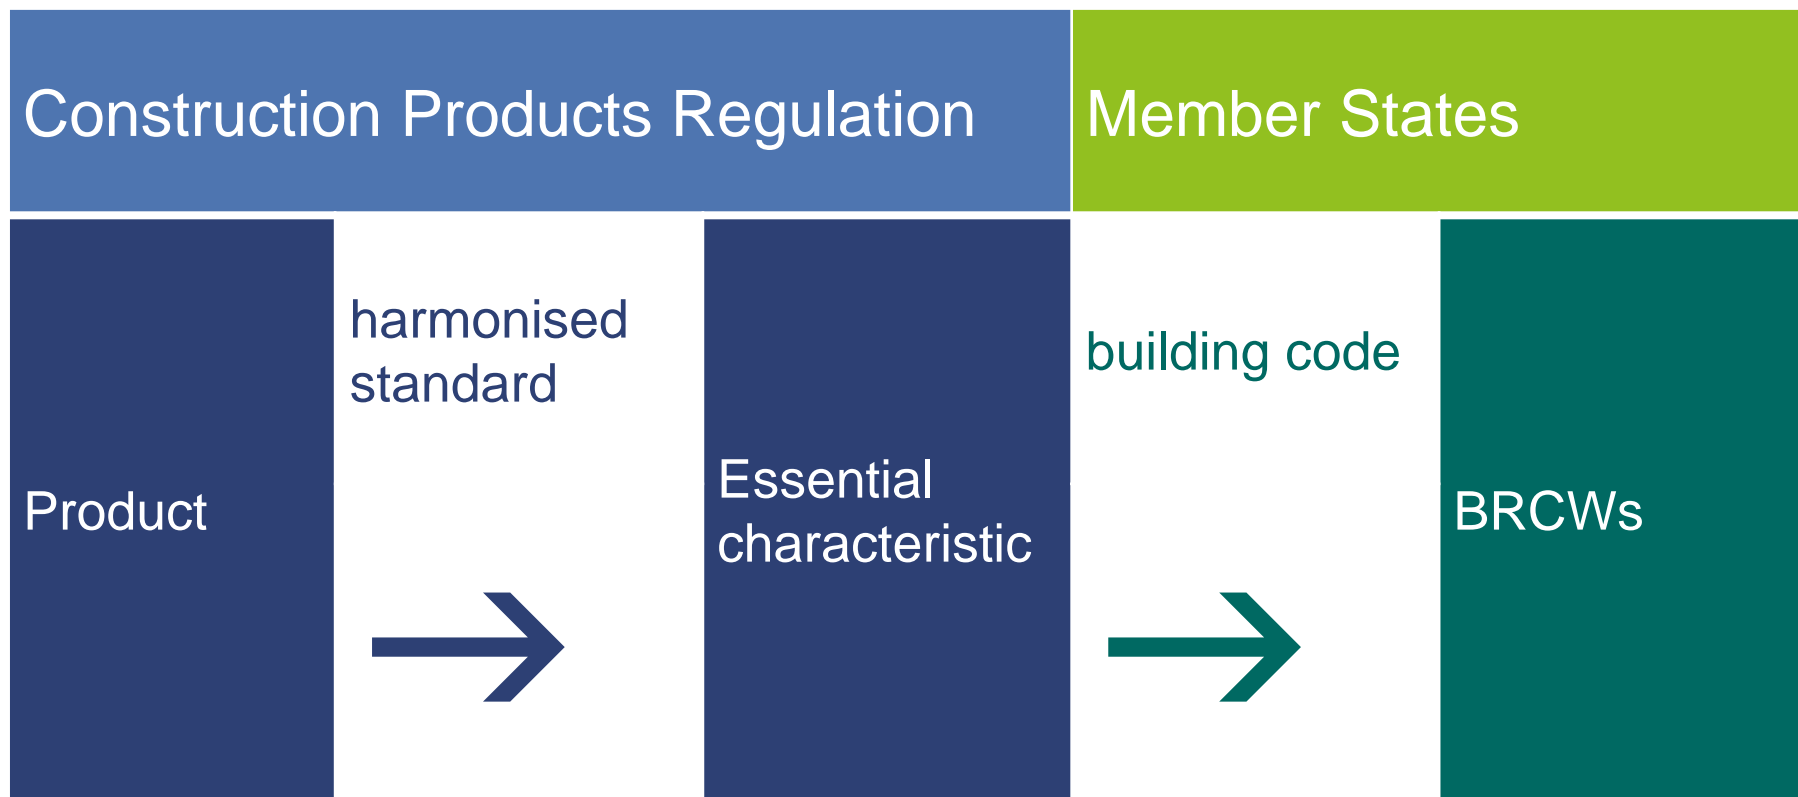 Construction Products Regulation
Member States
Product
harmonised
standard
Essential
characteristic
building code
BRCWs